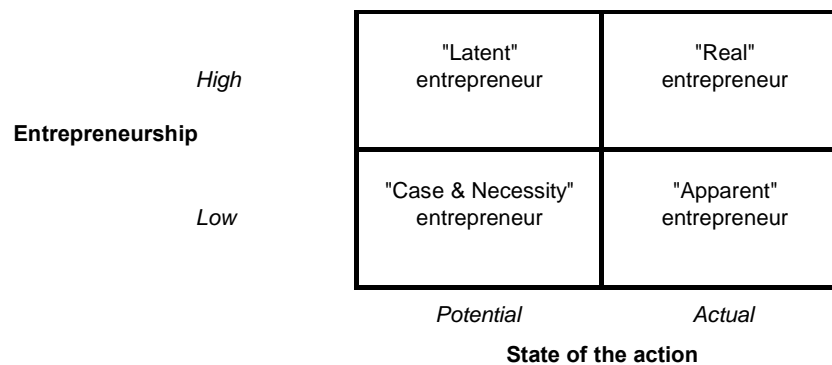 "Latent"
entrepreneur
"Real"
entrepreneur
High
Entrepreneurship
"Case & Necessity"
entrepreneur
"Apparent"
entrepreneur
Low
Potential
Actual
State of the action